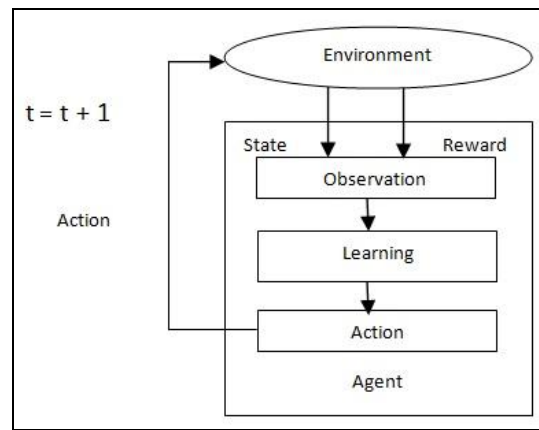 Environment
t = t + 1
State
Reward
Observation
Action
Learning
Action
Agent